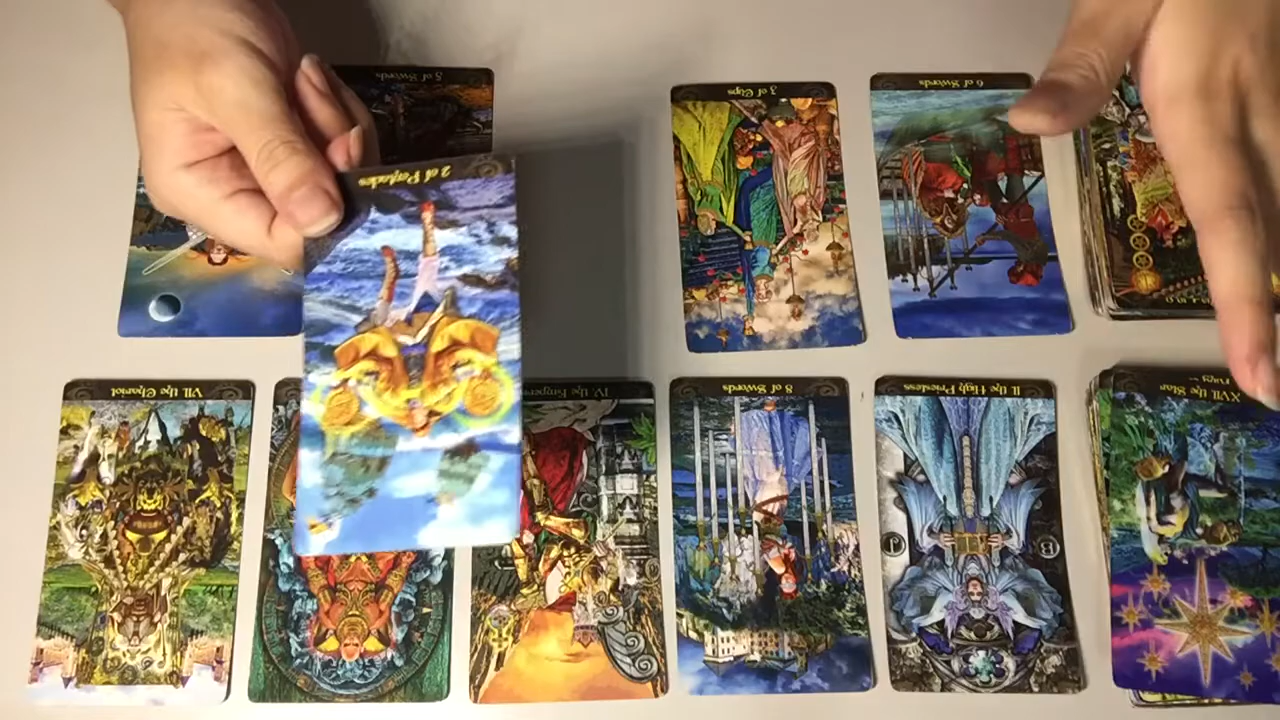 5 of Swords
3 of Cups
6 of Swords
2 of Pentacles
VII. the Chariot
IV. the Emperor
8 of Swords
II. the High Priestess
XVII. the Star
B
J